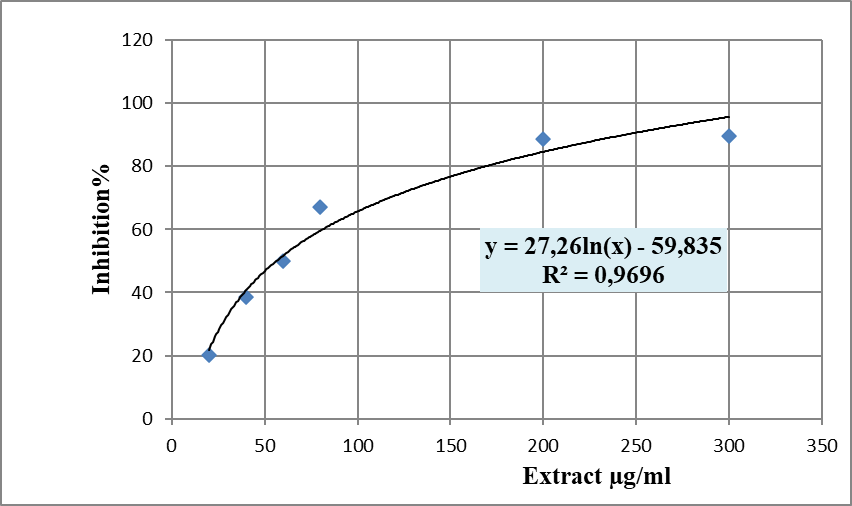 120
100
80
60
40
20
0
Inhibition%
y = 27,26ln(x) - 59,835
R² = 0,9696
0 50 100 150 200 250 300 350
Extract µg/ml